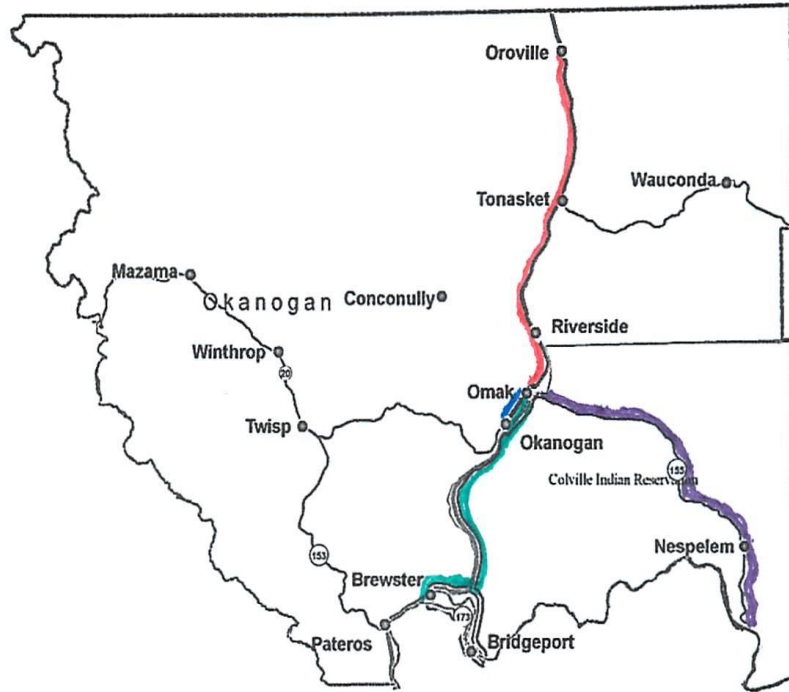 Oroville
Wauconda
Tonasket
Mazama
Okanogan
Conconully
Riverside
Winthrop
20
Omak
Twisp
Okanogan
155
Colville Indian Reservation
Nespelem
153
Brewster
173
Pateros
Bridgeport